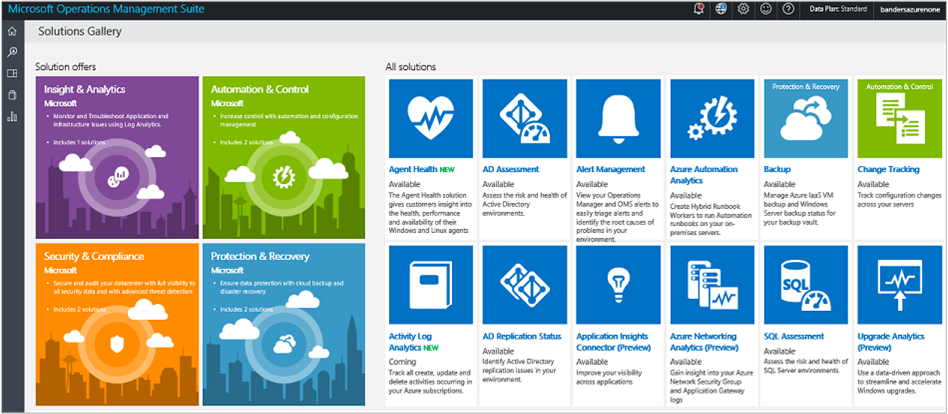 Microsoft Operations Management Suite
Data Plan: Standard
bandersazurenone
Solutions Gallery
Solution offers
Insight & Analytics
Microsoft
• Monitor and Troubleshoot Application and
Infrastructure issues using Log Analytics.
• Includes 1 solutions
Automation & Control
Microsoft
• Increase control with automation and configuration
management
• Includes 2 solutions
Security & Compliance
Microsoft
• Secure and audit your datacenter with full visibility to
all security data and with advanced threat detection
• Includes 2 solutions
Protection & Recovery
Microsoft
• Ensure data protection with cloud backup and
disaster recovery
• Includes 2 solutions
All solutions
Agent Health NEW
Available
The Agent Health solution
gives customers insight into
the health, performance
and availability of their
Windows and Linux agents
AD Assessment
Available
Assess the risk and health of
Active Directory
environments.
Alert Management
Available
View your Operations
Manager and OMS alerts to
easily triage alerts and
identify the root causes of
problems in your
environment.
Azure Automation
Analytics
Available
Create Hybrid Runbook
Workers to run Automation
runbooks on your on-
premises servers.
Protection & Recovery
Backup
Available
Manage Azure IaaS VM
backup and Windows
Server backup status for
your backup vault.
Automation & Control
Change Tracking
Available
Track configuration changes
across your servers
Activity Log
Analytics NEW
Coming
Track all create, update and
delete activities occurring in
your Azure subscriptions.
AD Replication Status
Available
Identify Active Directory
replication issues in your
environment.
Application Insights
Connector (Preview)
Available
Improve your visibility
across applications
Azure Networking
Analytics (Preview)
Available
Gain insight into your Azure
Network Security Group
and Application Gateway
logs
SQL
SQL Assessment
Available
Assess the risk and health of
SQL Server environments.
Upgrade Analytics
(Preview)
Available
Use a data-driven approach
to streamline and accelerate
Windows upgrades.